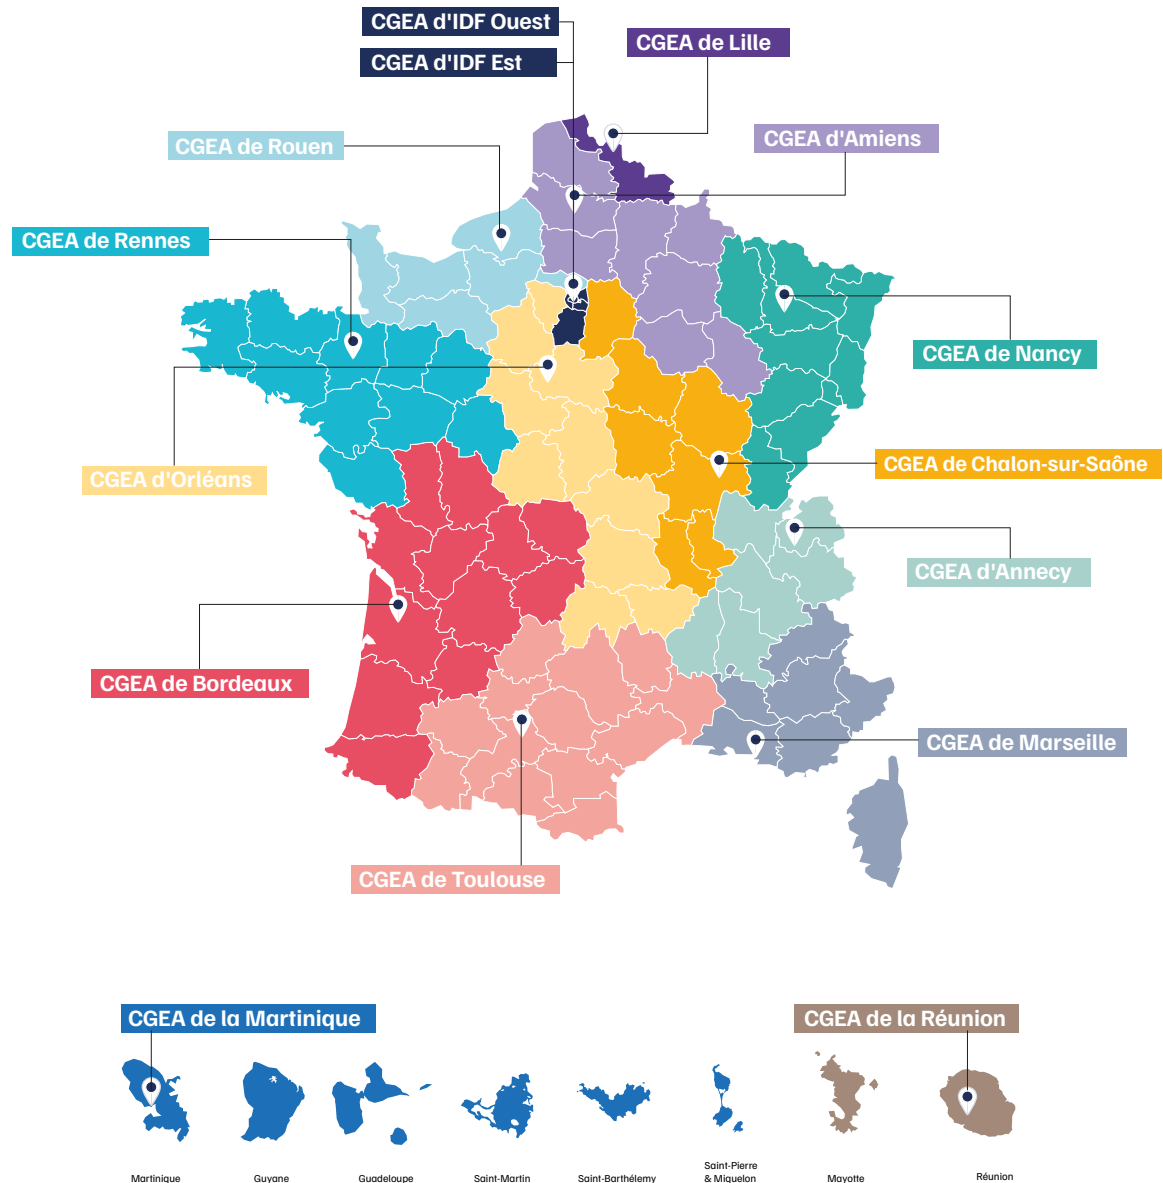 CGEA d'IDF Ouest
CGEA de Lille
CGEA d'IDF Est
CGEA d'Amiens
CGEA de Rouen
CGEA de Rennes
CGEA de Nancy
CGEA de Chalon-sur-Saône
CGEA d'Orléans
CGEA d'Annecy
CGEA de Bordeaux
CGEA de Marseille
CGEA de Toulouse
CGEA de la Martinique
CGEA de la Réunion
Martinique
Guyane
Guadeloupe
Saint-Martin
Saint-Barthélemy
Saint-Pierre
& Miquelon
Mayotte
Réunion